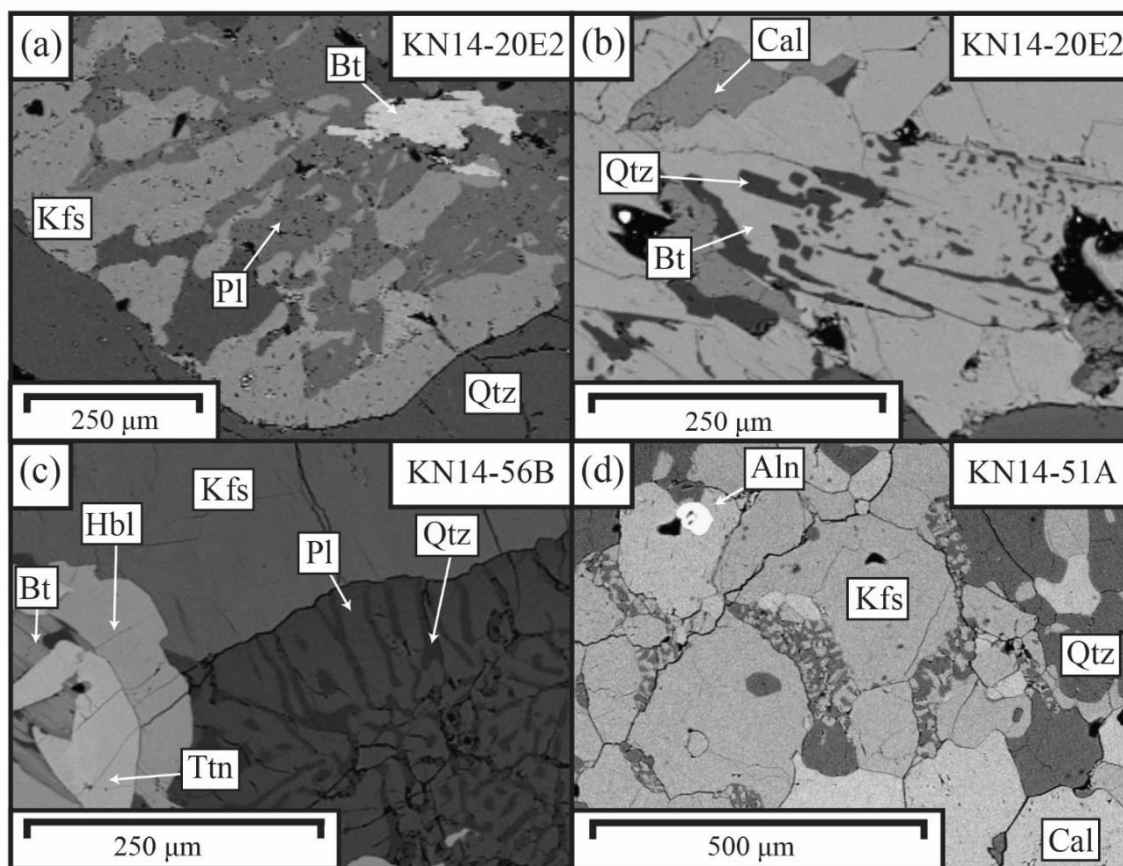 (a)
KN14-20E2
Bt
Kfs
Pl
Qtz
250 μm
(b)
KN14-20E2
Cal
Qtz
Bt
250 μm
(c)
KN14-56B
Kfs
Hbl
Pl
Qtz
Bt
Ttn
250 μm
(d)
KN14-51A
Aln
Kfs
Qtz
500 μm
Cal